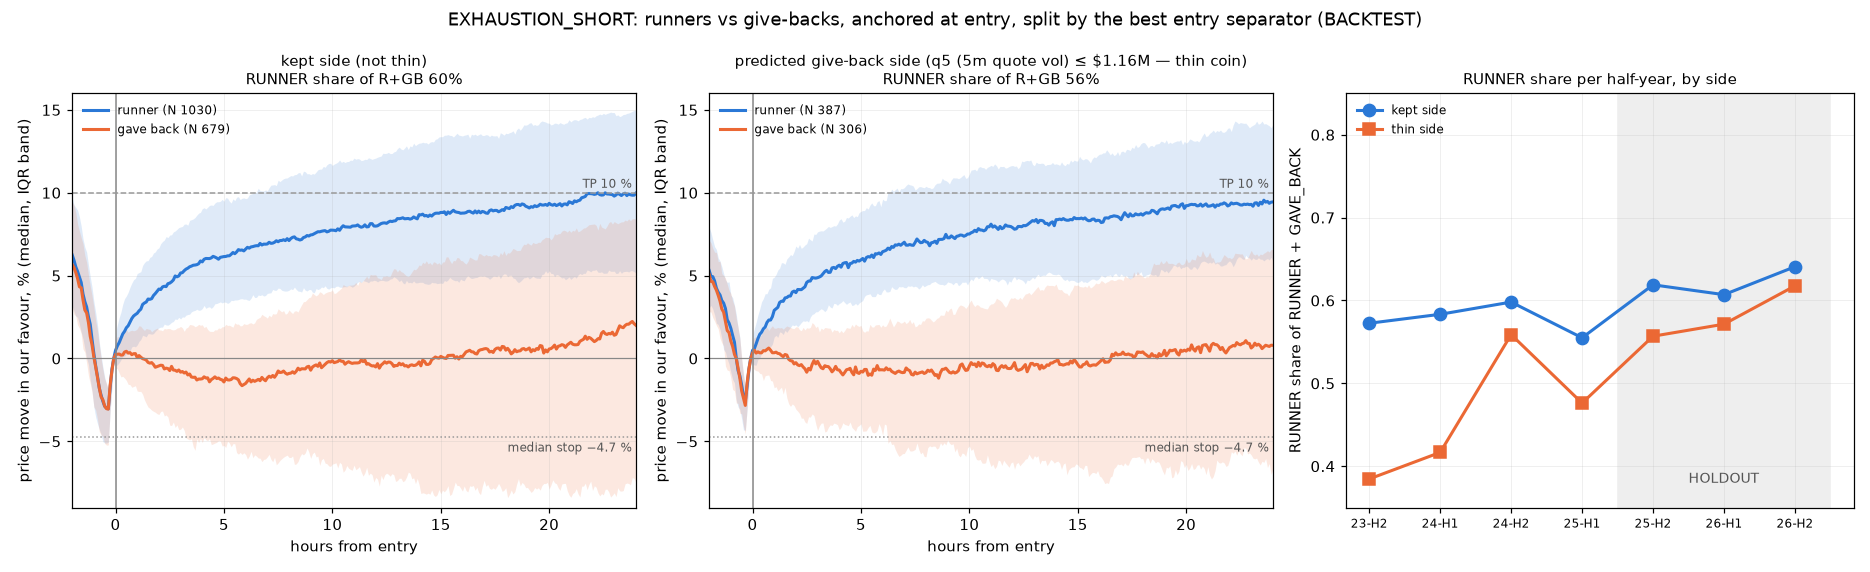 EXHAUSTION_SHORT: runners vs give-backs, anchored at entry, split by the best entry separator (BACKTEST)
kept side (not thin)
RUNNER share of R+GB 60%
runner (N 1030)
gave back (N 679)
TP 10 %
median stop −4.7 %
price move in our favour, % (median, IQR band)
15
10
5
0
−5
0
5
10
15
20
hours from entry
predicted give-back side (q5 (5m quote vol) ≤ $1.16M — thin coin)
RUNNER share of R+GB 56%
runner (N 387)
gave back (N 306)
TP 10 %
median stop −4.7 %
price move in our favour, % (median, IQR band)
15
10
5
0
−5
0
5
10
15
20
hours from entry
RUNNER share per half-year, by side
kept side
thin side
HOLDOUT
RUNNER share of RUNNER + GAVE_BACK
0.8
0.7
0.6
0.5
0.4
23-H2
24-H1
24-H2
25-H1
25-H2
26-H1
26-H2